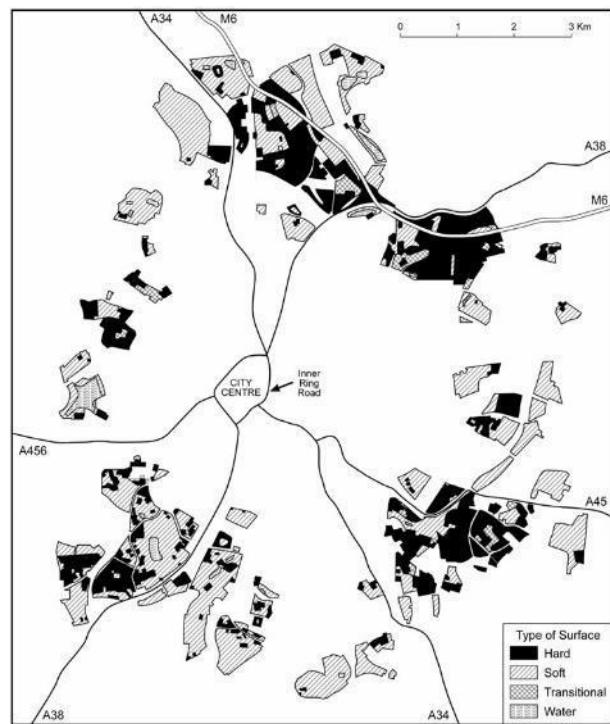 A34
M6
0 1 2 3 Km
A38
M6
CITY
CENTRE
Inner
Ring
Road
A456
A45
A38
A34
Type of Surface
Hard
Soft
Transitional
Water